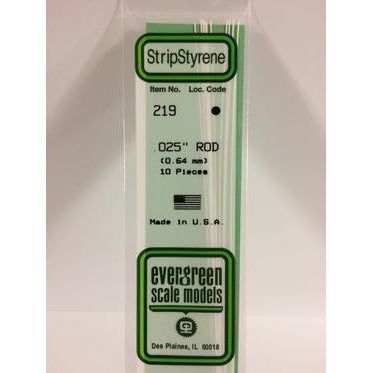 StripStyrene
Item No. Loc. Code
219
.025" ROD
(0.64 mm)
10 Pieces
Made in U.S.A.
evergreen
scale models
Des Plaines, IL 60018